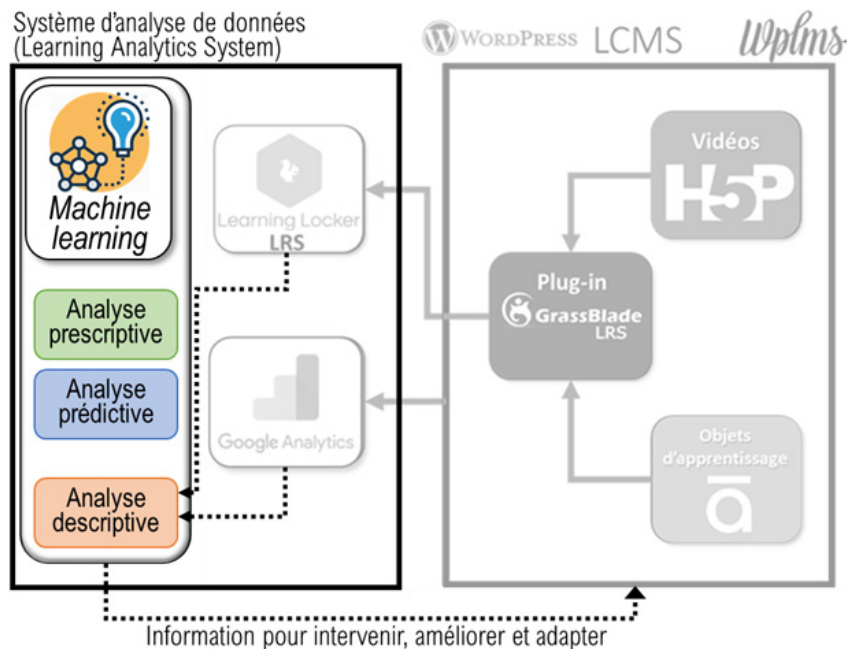 Système d'analyse de données
(Learning Analytics System)
WORDPRESS LCMS Wplms
Machine
learning
Learning Locker
LRS
Vidéos
H5P
Plug-in
GrassBlade
LRS
Analyse
prescriptive
Analyse
prédictive
Google Analytics
Objets
d'apprentissage
ā
Analyse
descriptive
Information pour intervenir, améliorer et adapter